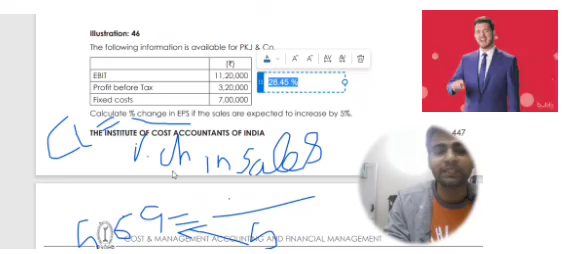 Illustration: 46
The following information is available for PKJ & Co.
(₹)
EBIT 11,20,000
Profit before Tax 3,20,000
Fixed costs 7,00,000
28.45 %
Calculate % change in EPS if the sales are expected to increase by 5%.
THE INSTITUTE OF COST ACCOUNTANTS OF INDIA
447
% ch in sales
5.69 =
5
COST & MANAGEMENT ACCOUNTING AND FINANCIAL MANAGEMENT